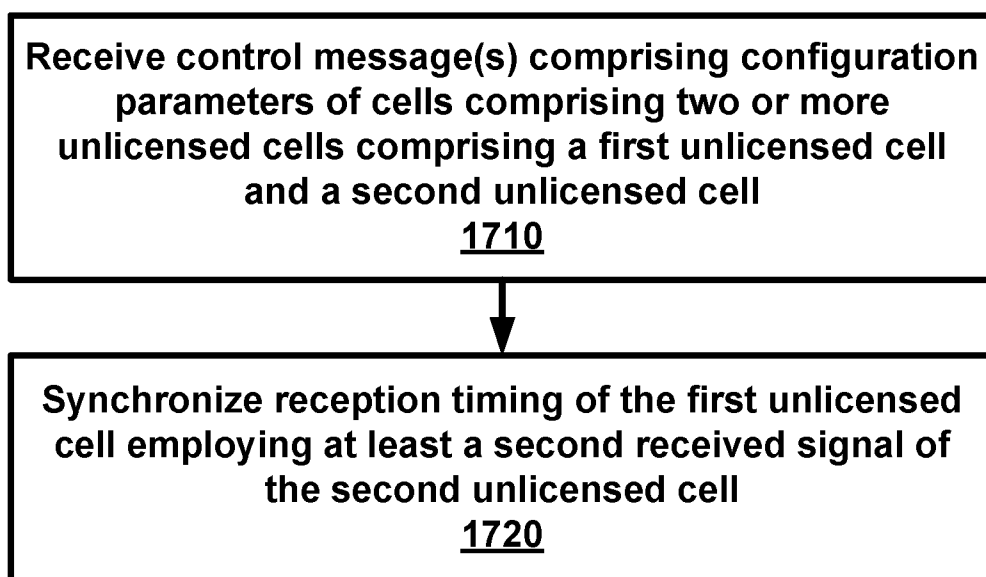 Receive control message(s) comprising configuration
parameters of cells comprising two or more
unlicensed cells comprising a first unlicensed cell
and a second unlicensed cell
1710
Synchronize reception timing of the first unlicensed
cell employing at least a second received signal of
the second unlicensed cell
1720